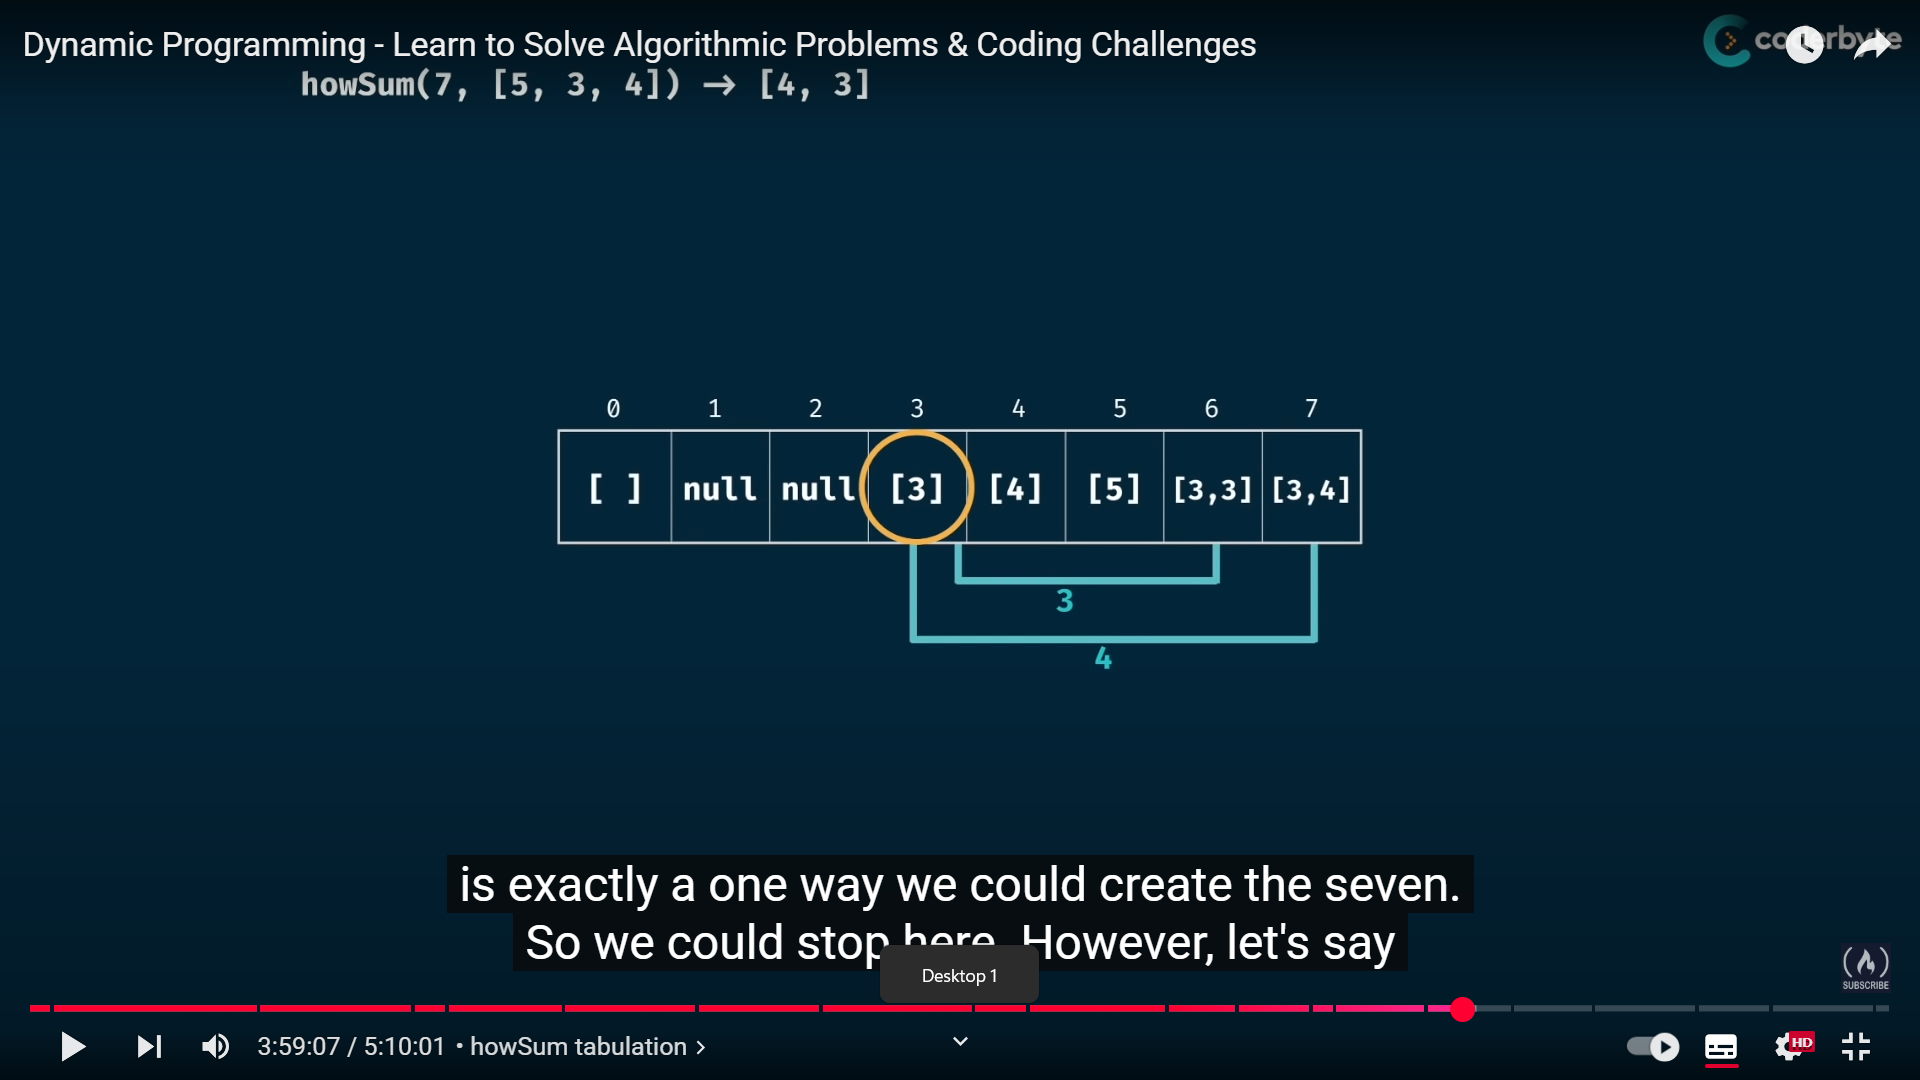 Dynamic Programming - Learn to Solve Algorithmic Problems & Coding Challenges
howSum(7, [5, 3, 4]) → [4, 3]
0 1 2 3 4 5 6 7
[ ] null null [3] [4] [5] [3,3] [3,4]
3
4
is exactly a one way we could create the seven.
So we could stop here. However, let's say
Desktop 1
SUBSCRIBE
3:59:07 / 5:10:01 • howSum tabulation >
HD